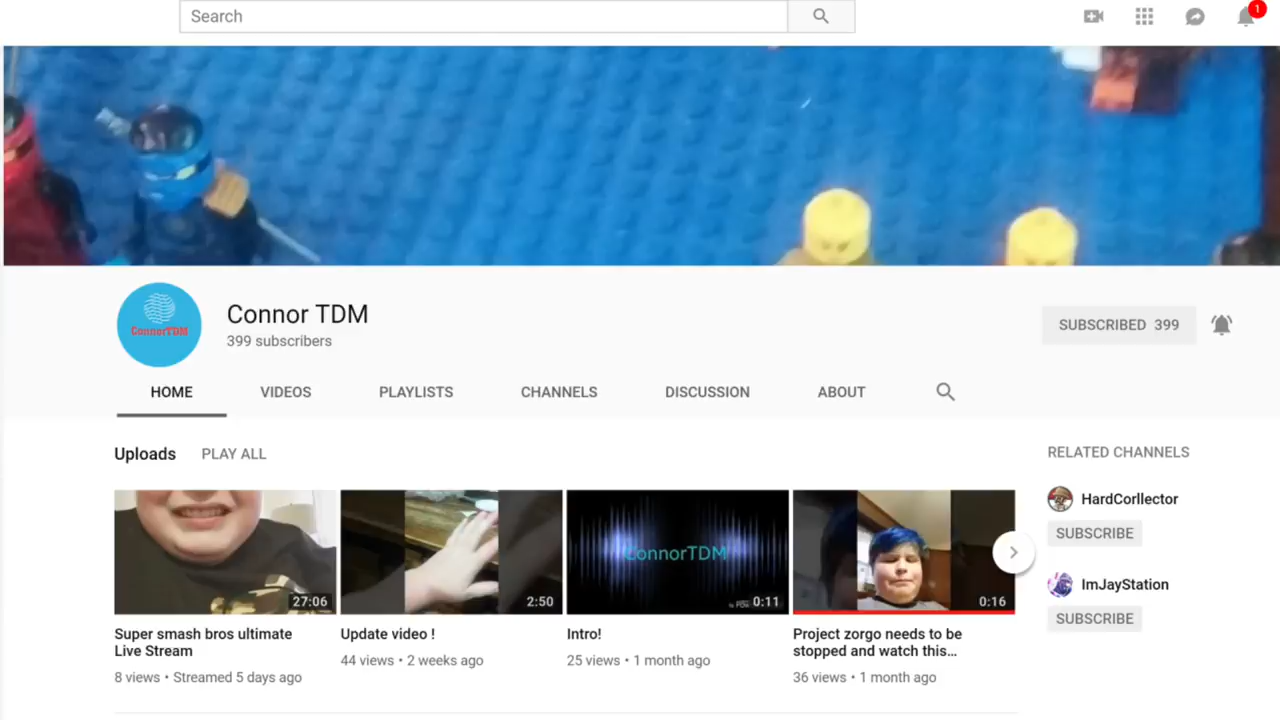 Search
1
ConnorTDM
Connor TDM
399 subscribers
SUBSCRIBED 399
HOME VIDEOS PLAYLISTS CHANNELS DISCUSSION ABOUT
Uploads PLAY ALL
RELATED CHANNELS
HardCorllector
SUBSCRIBE
ImJayStation
SUBSCRIBE
27:06
2:50
ConnorTDM
0:11
0:16
Super smash bros ultimate
Live Stream
8 views • Streamed 5 days ago
Update video !
44 views • 2 weeks ago
Intro!
25 views • 1 month ago
Project zorgo needs to be
stopped and watch this...
36 views • 1 month ago